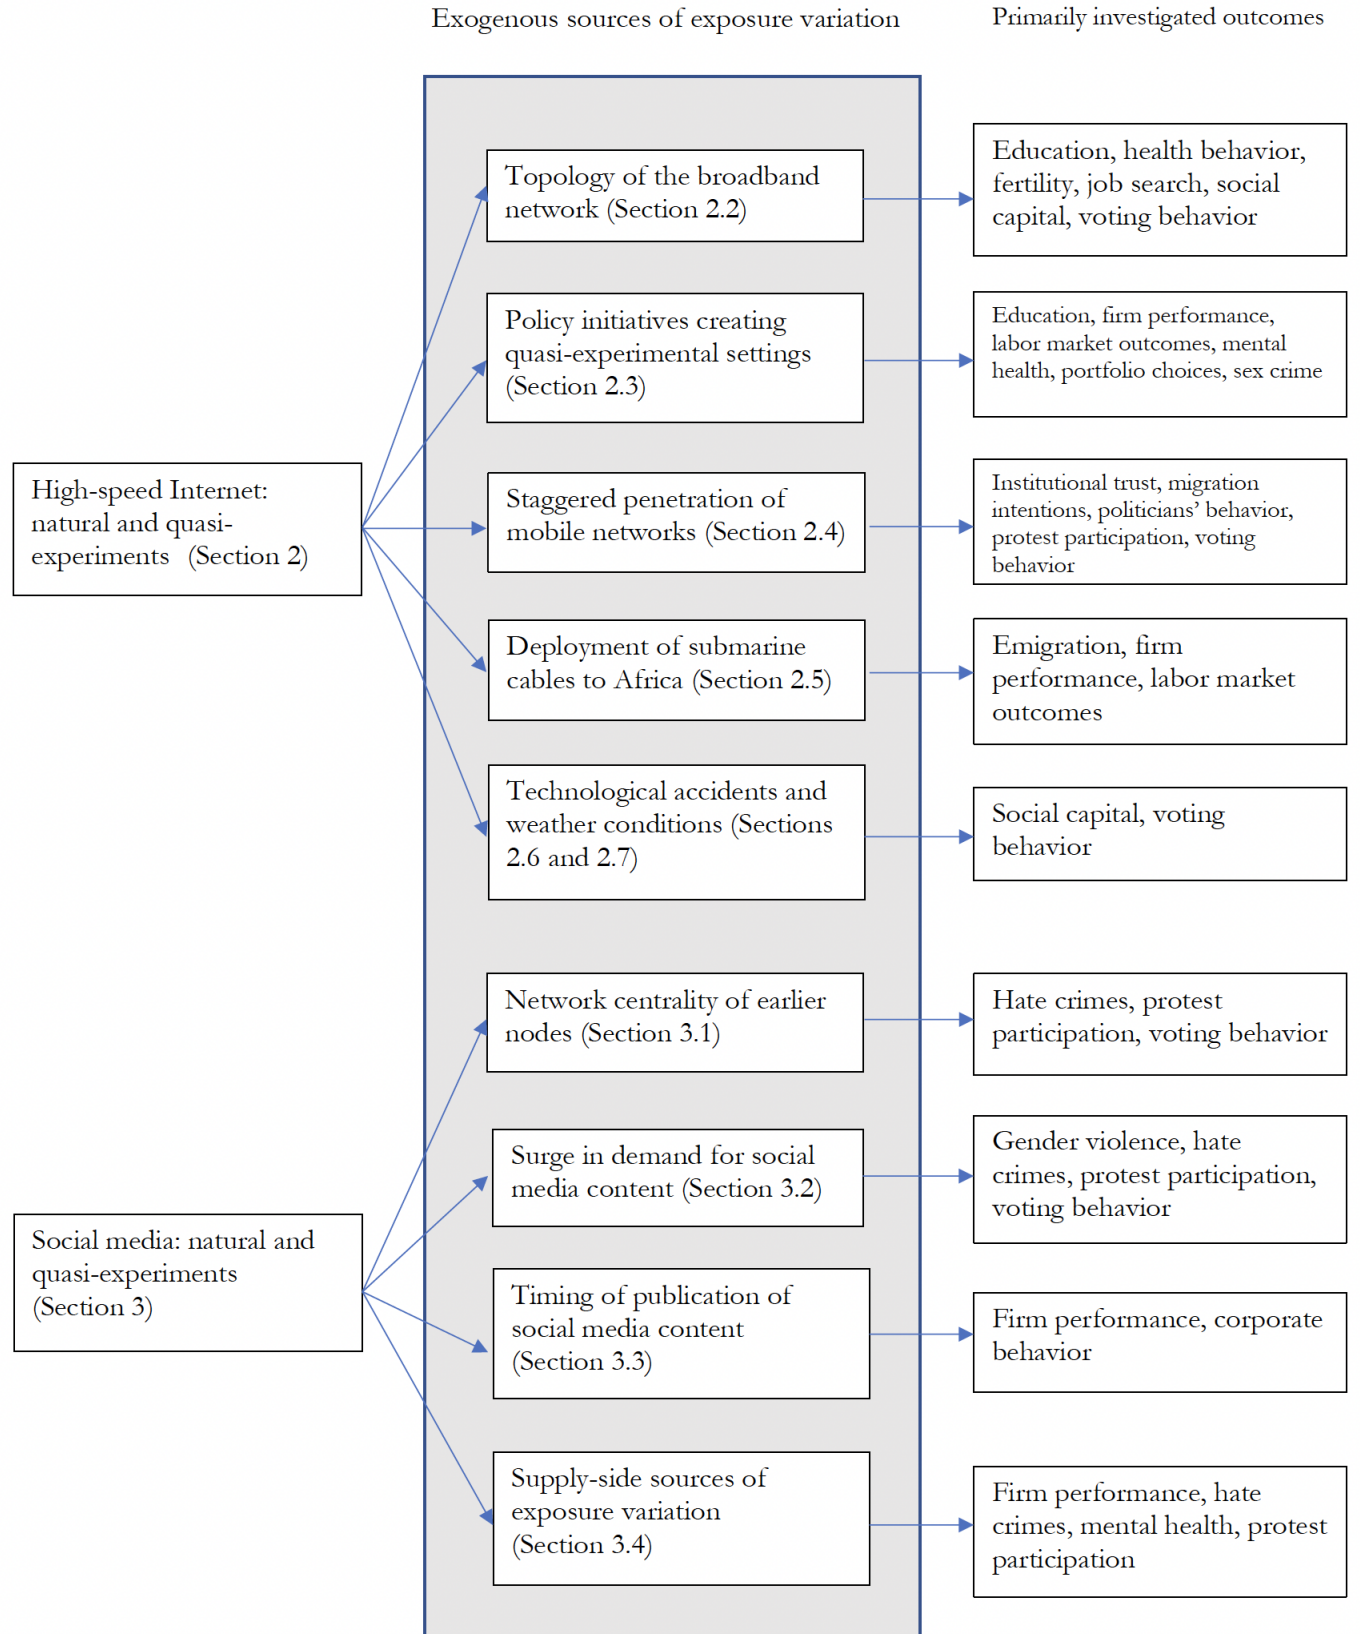 Exogenous sources of exposure variation
Primarily investigated outcomes
High-speed Internet:
natural and quasi-
experiments (Section 2)
Topology of the broadband
network (Section 2.2)
Education, health behavior,
fertility, job search, social
capital, voting behavior
Policy initiatives creating
quasi-experimental settings
(Section 2.3)
Education, firm performance,
labor market outcomes, mental
health, portfolio choices, sex crime
Staggered penetration of
mobile networks (Section 2.4)
Institutional trust, migration
intentions, politicians’ behavior,
protest participation, voting
behavior
Deployment of submarine
cables to Africa (Section 2.5)
Emigration, firm
performance, labor market
outcomes
Technological accidents and
weather conditions (Sections
2.6 and 2.7)
Social capital, voting
behavior
Social media: natural and
quasi-experiments
(Section 3)
Network centrality of earlier
nodes (Section 3.1)
Hate crimes, protest
participation, voting behavior
Surge in demand for social
media content (Section 3.2)
Gender violence, hate
crimes, protest participation,
voting behavior
Timing of publication of
social media content
(Section 3.3)
Firm performance, corporate
behavior
Supply-side sources of
exposure variation
(Section 3.4)
Firm performance, hate
crimes, mental health, protest
participation